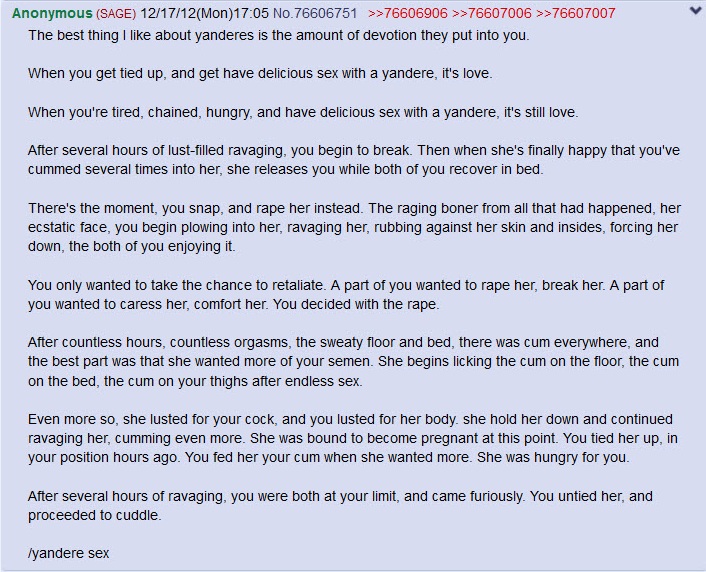 Anonymous (SAGE) 12/17/12(Mon)17:05 No.76606751 >>76606906 >>76607006 >>76607007
The best thing I like about yanderes is the amount of devotion they put into you.
When you get tied up, and get have delicious sex with a yandere, it's love.
When you're tired, chained, hungry, and have delicious sex with a yandere, it's still love.
After several hours of lust-filled ravaging, you begin to break. Then when she's finally happy that you've
cummed several times into her, she releases you while both of you recover in bed.
There's the moment, you snap, and rape her instead. The raging boner from all that had happened, her
ecstatic face, you begin plowing into her, ravaging her, rubbing against her skin and insides, forcing her
down, the both of you enjoying it.
You only wanted to take the chance to retaliate. A part of you wanted to rape her, break her. A part of
you wanted to caress her, comfort her. You decided with the rape.
After countless hours, countless orgasms, the sweaty floor and bed, there was cum everywhere, and
the best part was that she wanted more of your semen. She begins licking the cum on the floor, the cum
on the bed, the cum on your thighs after endless sex.
Even more so, she lusted for your cock, and you lusted for her body. she hold her down and continued
ravaging her, cumming even more. She was bound to become pregnant at this point. You tied her up, in
your position hours ago. You fed her your cum when she wanted more. She was hungry for you.
After several hours of ravaging, you were both at your limit, and came furiously. You untied her, and
proceeded to cuddle.
/yandere sex